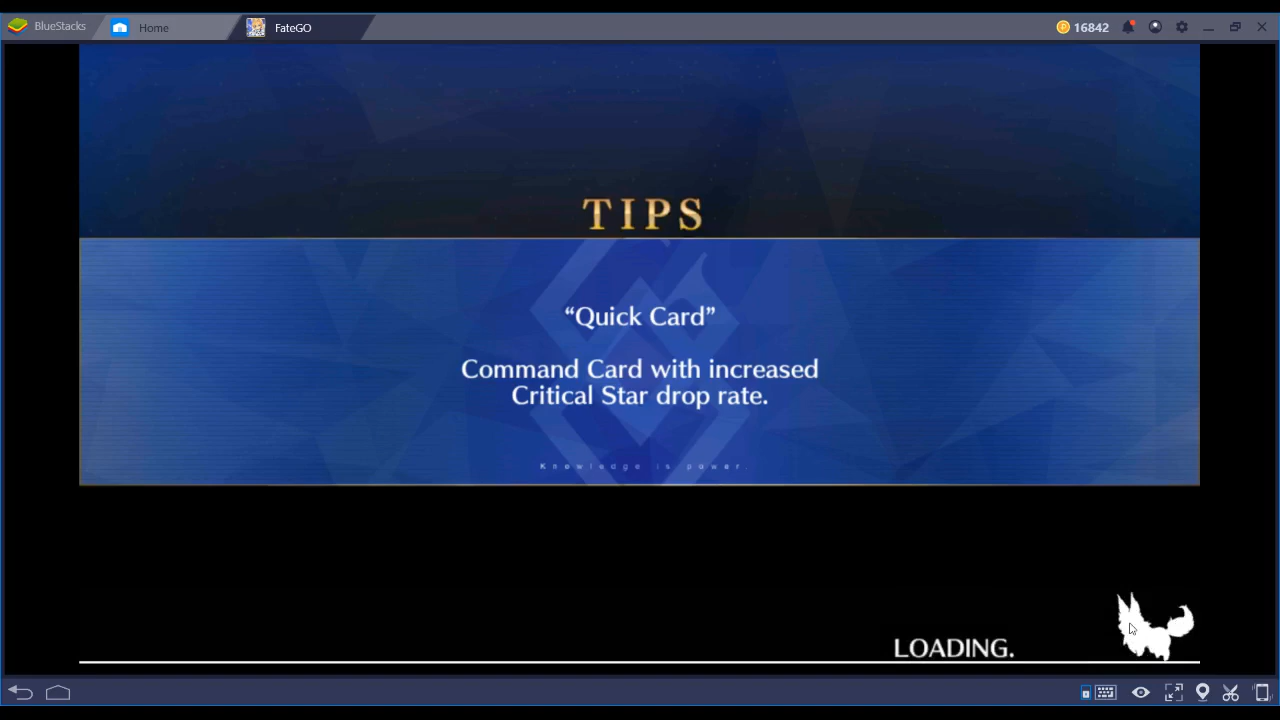 BlueStacks
Home
FateGO
16842
TIPS
“Quick Card”
Command Card with increased
Critical Star drop rate.
Knowledge is power.
LOADING.